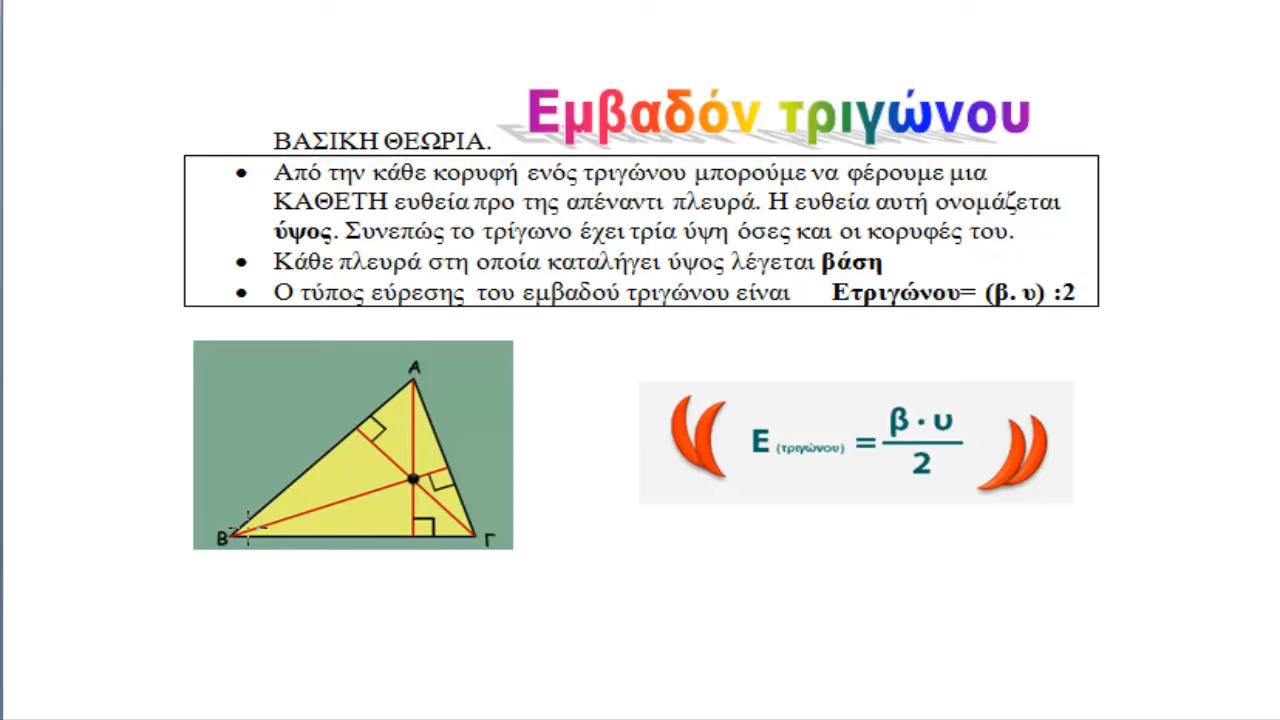 Εμβαδόν τριγώνου
ΒΑΣΙΚΗ ΘΕΩΡΙΑ.
• Από την κάθε κορυφή ενός τριγώνου μπορούμε να φέρουμε μια
ΚΑΘΕΤΗ ευθεία προ της απέναντι πλευρά. Η ευθεία αυτή ονομάζεται
ύψος. Συνεπώς το τρίγωνο έχει τρία ύψη όσες και οι κορυφές του.
• Κάθε πλευρά στη οποία καταλήγει ύψος λέγεται βάση
• Ο τύπος εύρεσης του εμβαδού τριγώνου είναι Ετριγώνου= (β. υ) :2
Α
Β
Γ
Ε (τριγώνου) = β · υ
2